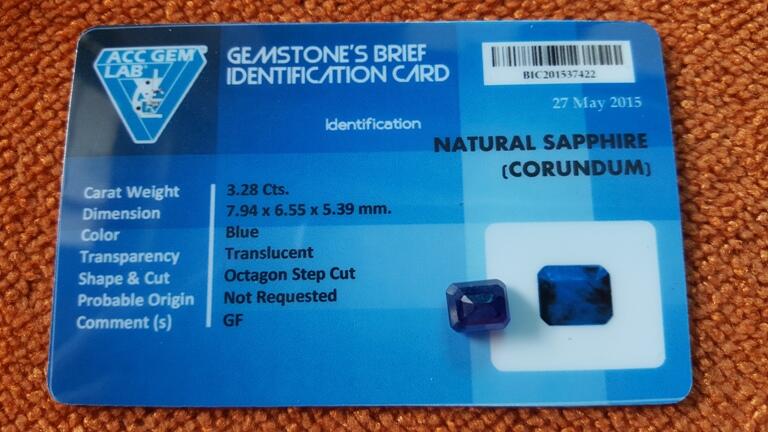 ACC GEM
LAB
GEMSTONE'S BRIEF
IDENTIFICATION CARD
BIC201537422
27 May 2015
Identification
NATURAL SAPPHIRE
(CORUNDUM)
Carat Weight 3.28 Cts.
Dimension 7.94 x 6.55 x 5.39 mm.
Color Blue
Transparency Translucent
Shape & Cut Octagon Step Cut
Probable Origin Not Requested
Comment (s) GF